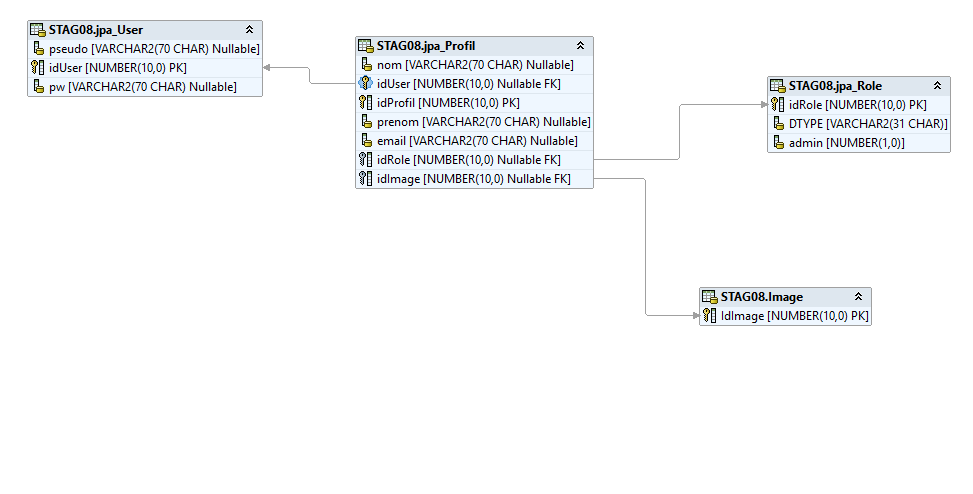 STAG08.jpa_User
pseudo [VARCHAR2(70 CHAR) Nullable]
idUser [NUMBER(10,0) PK]
pw [VARCHAR2(70 CHAR) Nullable]
STAG08.jpa_Profil
nom [VARCHAR2(70 CHAR) Nullable]
idUser [NUMBER(10,0) Nullable FK]
idProfil [NUMBER(10,0) PK]
prenom [VARCHAR2(70 CHAR) Nullable]
email [VARCHAR2(70 CHAR) Nullable]
idRole [NUMBER(10,0) Nullable FK]
idImage [NUMBER(10,0) Nullable FK]
STAG08.jpa_Role
idRole [NUMBER(10,0) PK]
DTYPE [VARCHAR2(31 CHAR)]
admin [NUMBER(1,0)]
STAG08.Image
IdImage [NUMBER(10,0) PK]